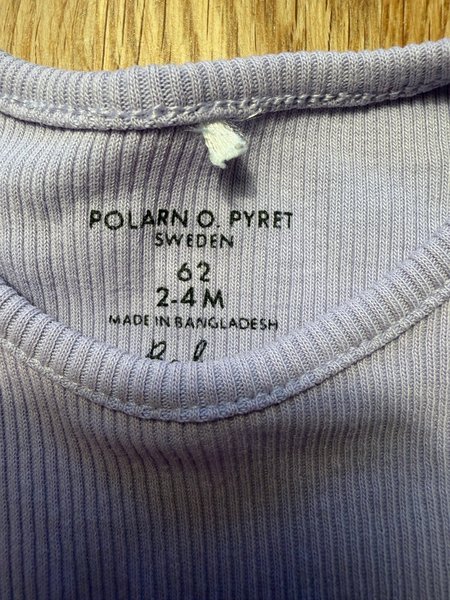 POLARN O. PYRET
SWEDEN
62
2-4 M
MADE IN BANGLADESH